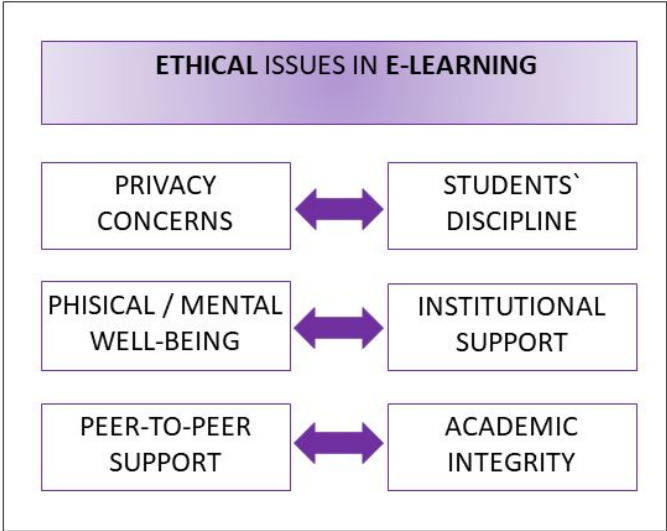 ETHICAL ISSUES IN E-LEARNING
PRIVACY
CONCERNS
STUDENTS`
DISCIPLINE
PHISICAL / MENTAL
WELL-BEING
INSTITUTIONAL
SUPPORT
PEER-TO-PEER
SUPPORT
ACADEMIC
INTEGRITY